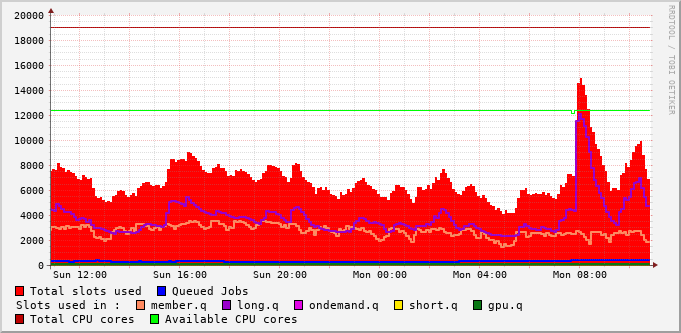 RRDTOOL / TOBI OETIKER
20000
18000
16000
14000
12000
10000
8000
6000
4000
2000
0
Sun 12:00 Sun 16:00 Sun 20:00 Mon 00:00 Mon 04:00 Mon 08:00
Total slots used Queued Jobs
Slots used in : member.q long.q ondemand.q short.q gpu.q
Total CPU cores Available CPU cores